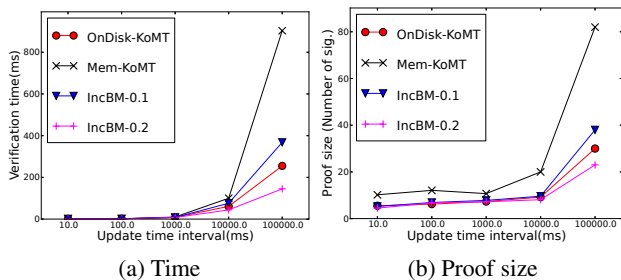 OnDisk-KoMT
Mem-KoMT
IncBM-0.1
IncBM-0.2
Verification time(ms)
800
600
400
200
0
10.0 100.0 1000.0 10000.0 100000.0
Update time interval(ms)
(a) Time
OnDisk-KoMT
Mem-KoMT
IncBM-0.1
IncBM-0.2
Proof size (Number of sig.)
80
60
40
20
0
10.0 100.0 1000.0 10000.0 100000.0
Update time interval(ms)
(b) Proof size